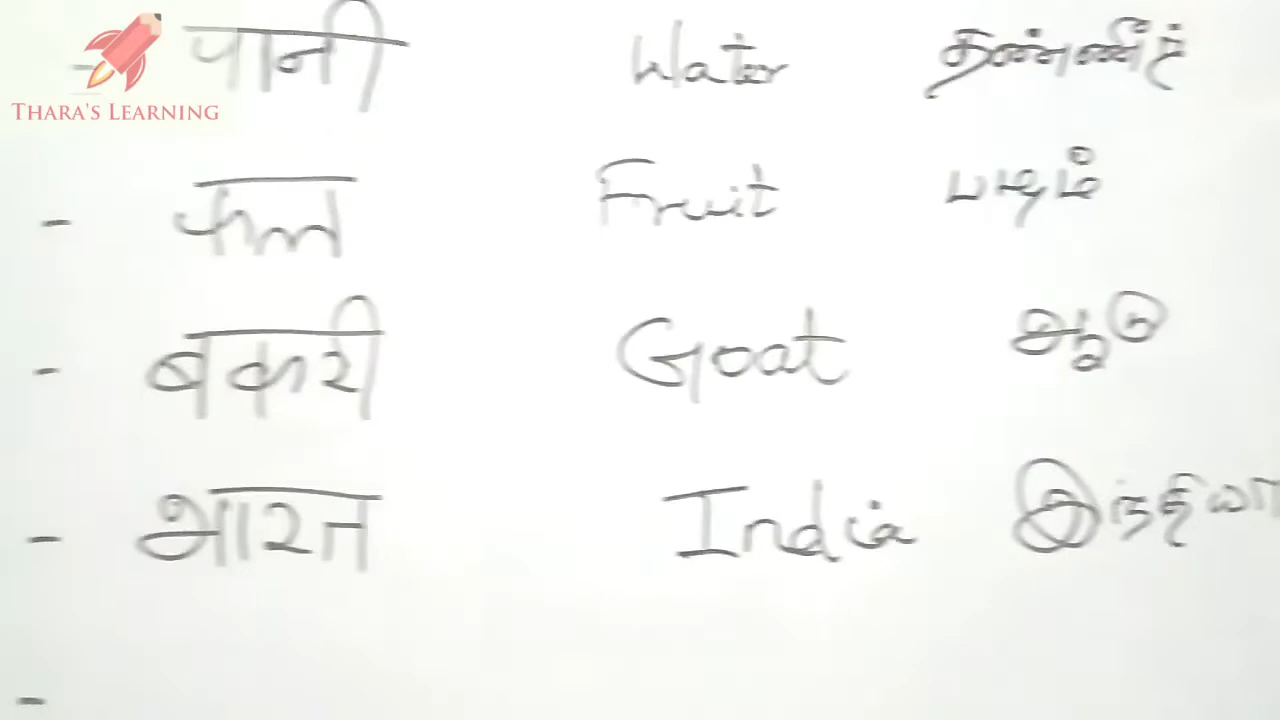 THARA'S LEARNING
- पानी Water தண்ணீர்
- फल Fruit பழம்
- बकरी Goat ஆடு
- भारत India இந்தியா
-